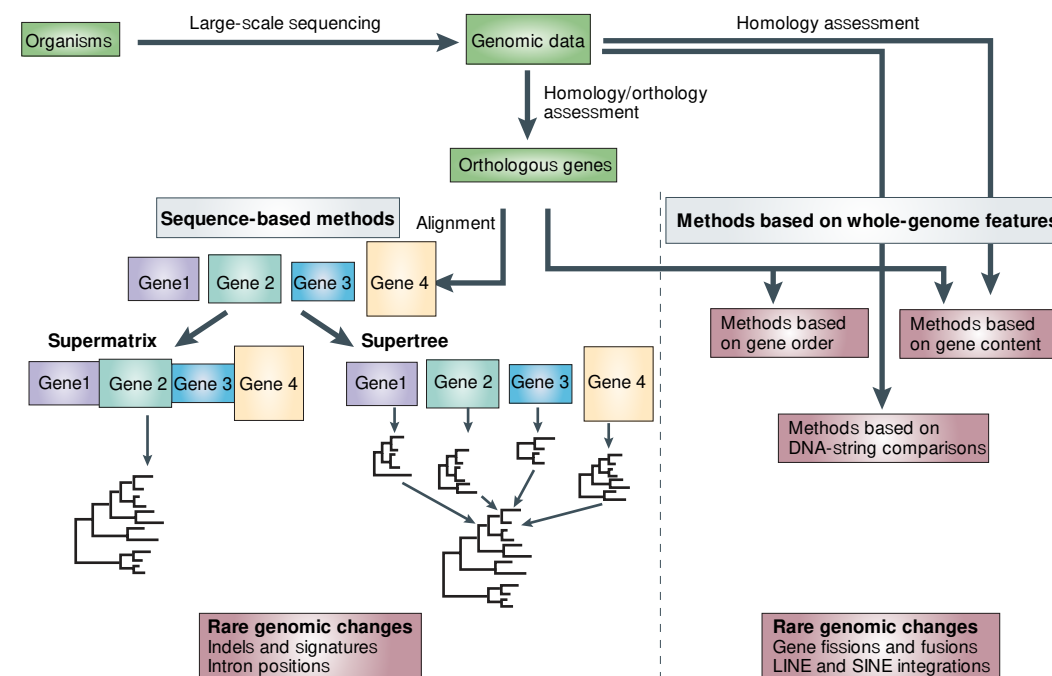 Organisms
Large-scale sequencing
Genomic data
Homology assessment
Homology/orthology
assessment
Orthologous genes
Sequence-based methods
Alignment
Methods based on whole-genome features
Gene1
Gene 2
Gene 3
Gene 4
Methods based
on gene order
Methods based
on gene content
Supermatrix
Supertree
Gene1
Gene 2
Gene 3
Gene 4
Gene1
Gene 2
Gene 3
Gene 4
Methods based on
DNA-string comparisons
Rare genomic changes
Indels and signatures
Intron positions
Rare genomic changes
Gene fissions and fusions
LINE and SINE integrations